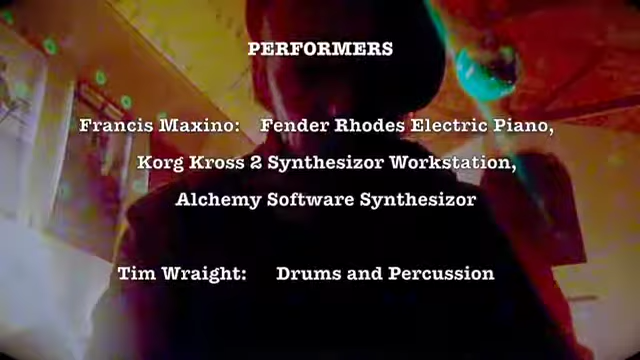 PERFORMERS
Francis Maxino: Fender Rhodes Electric Piano,
Korg Kross 2 Synthesizor Workstation,
Alchemy Software Synthesizor
Tim Wraight: Drums and Percussion